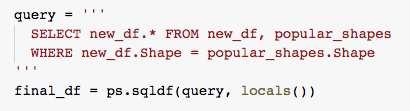 query = '''
  SELECT new_df.* FROM new_df, popular_shapes
  WHERE new_df.Shape = popular_shapes.Shape
'''
final_df = ps.sqldf(query, locals())